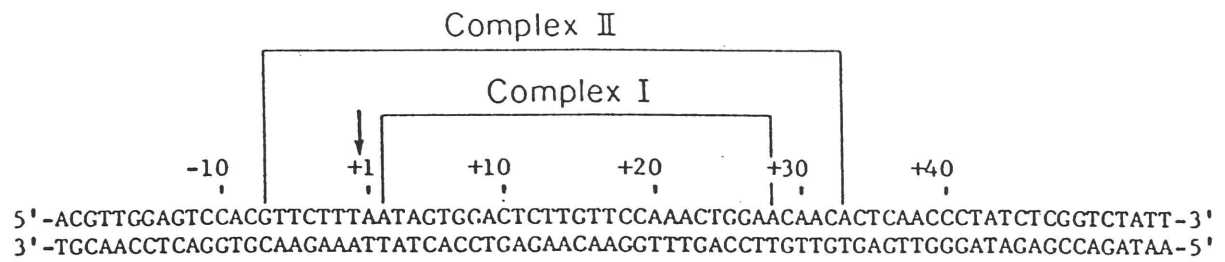 Complex II
Complex I
-10 +1 +10 +20 +30 +40
5'-ACGTTGGAGTCCACGTTCTTTAATAGTGGACTCTTGTTCCAAACTGGAACAACACTCAACCCTATCTCGGTCTATT-3'
3'-TGCAACCTCAGGTGCAAGAAATTATCACCTGAGAACAAGGTTTGACCTTGTTGTGAGTTGGGATAGAGCCAGATAA-5'